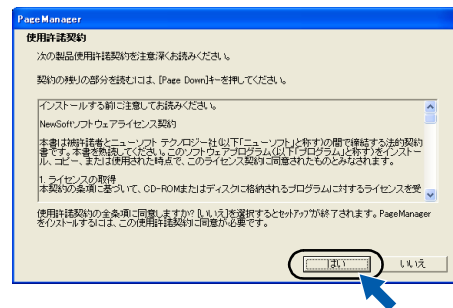 PageManager
使用許諾契約
次の製品使用許諾契約を注意深くお読みください。
契約の残りの部分を読むには、[Page Down]キーを押してください。
インストールする前に注意してお読みください。
NewSoftソフトウェアライセンス契約
本書は被許諾者とニューソフト テクノロジー社(以下「ニューソフト」と称す)の間で締結する法的契約
書です。本書を熟読してください。このソフトウェアプログラム(以下「プログラム」と称す)をインストー
ル、コピー、または使用された時点で、このライセンス契約に同意されたものとみなされます。
1. ライセンスの取得
本契約の条項に基づいて、CD-ROMまたはディスクに格納されるプログラムに対するライセンスを受
使用許諾契約の全条項に同意しますか? [いいえ]を選択するとセットアップが終了されます。PageManager
をインストールするには、この使用許諾契約に同意が必要です。
はい
いいえ